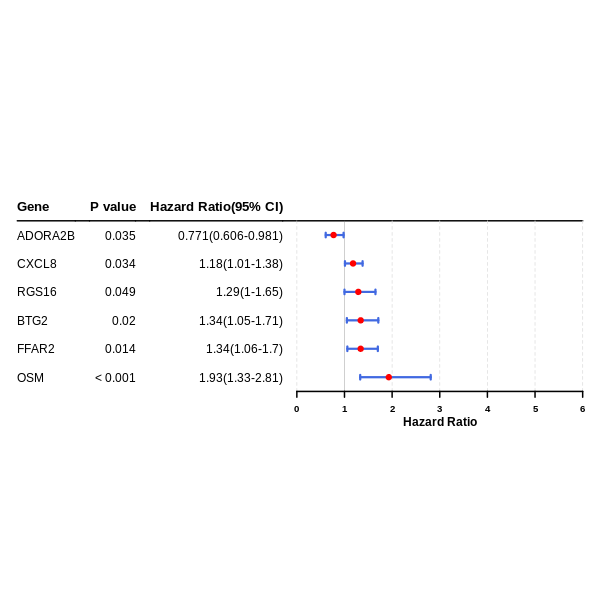 Gene P value Hazard Ratio(95% CI)
ADORA2B 0.035 0.771(0.606-0.981)
CXCL8 0.034 1.18(1.01-1.38)
RGS16 0.049 1.29(1-1.65)
BTG2 0.02 1.34(1.05-1.71)
FFAR2 0.014 1.34(1.06-1.7)
OSM < 0.001 1.93(1.33-2.81)
0 1 2 3 4 5 6
Hazard Ratio